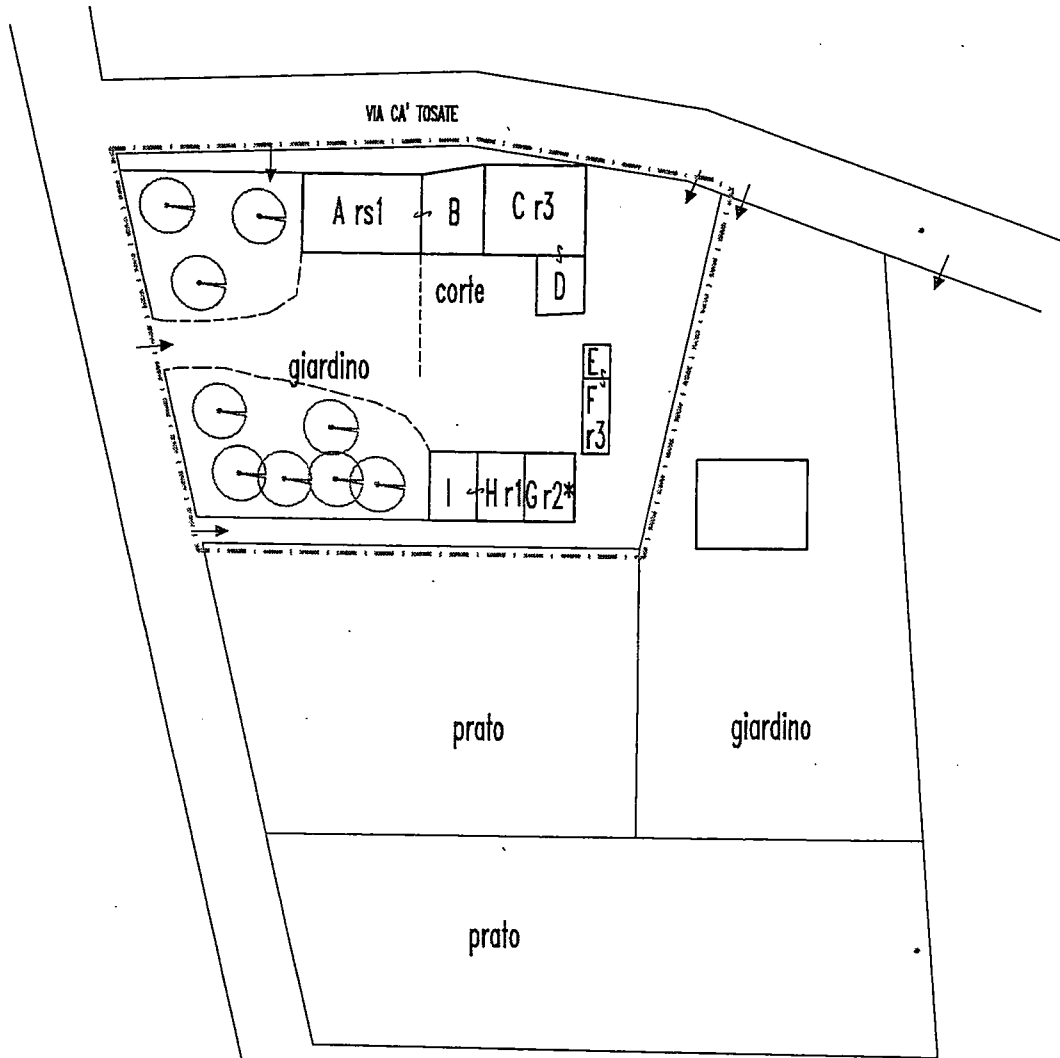 VIA CA' TOSATE
A rs1
B
C r3
D
corte
giardino
E
F
r3
I
H r1
G r2*
prato
giardino
prato